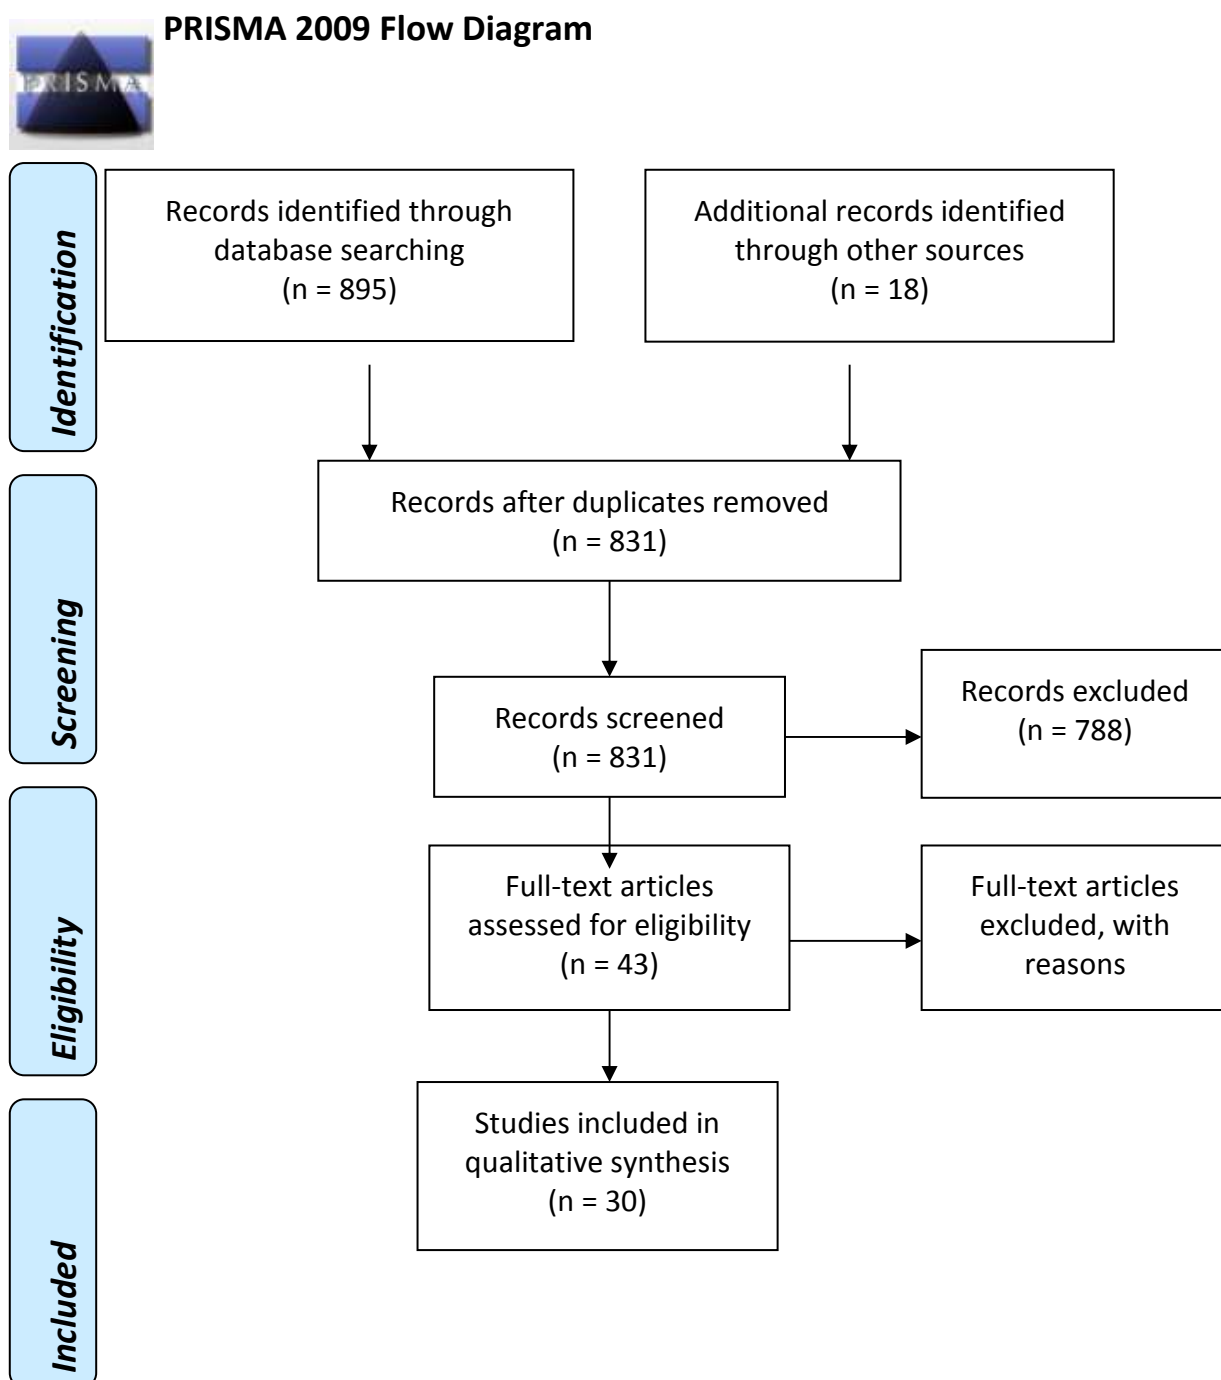 PRISMA 2009 Flow Diagram
PRISMA
Identification
Records identified through
database searching
(n = 895)
Additional records identified
through other sources
(n = 18)
Records after duplicates removed
(n = 831)
Screening
Records screened
(n = 831)
Records excluded
(n = 788)
Eligibility
Full-text articles
assessed for eligibility
(n = 43)
Full-text articles
excluded, with
reasons
Included
Studies included in
qualitative synthesis
(n = 30)